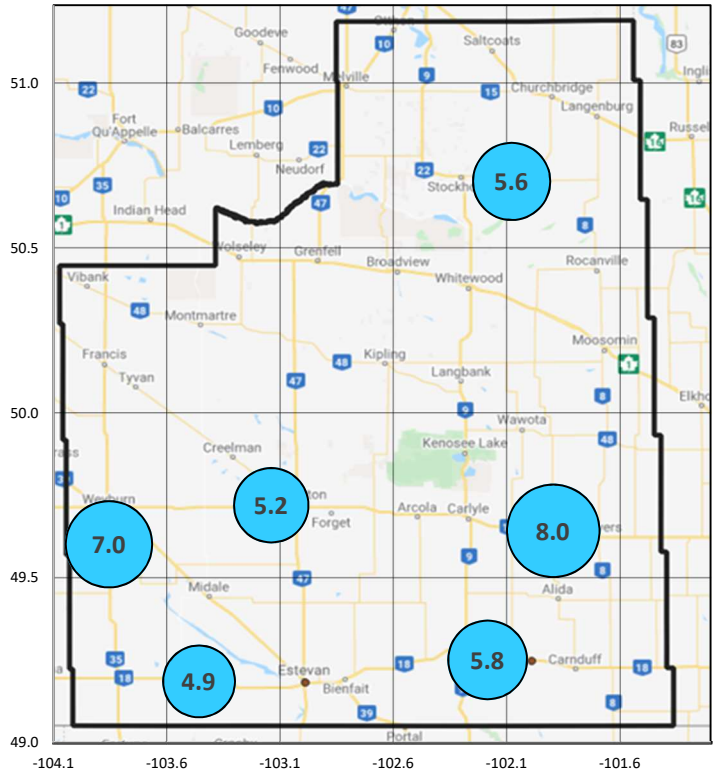 47
Goodeve
10
Saltcoats
83
Fenwood
Melville
9
51.0
22
15
Churchbridge
Langenburg
10
Fort
Qu'Appelle
Balcarres
Lemberg
22
Neudorf
16
22
35
47
5.6
10
16
Indian Head
1
8
50.5
Wolseley
Grenfell
Broadview
Rocanville
Vibank
Whitewood
48
Montmartre
Moosomin
Francis
Kipling
48
1
Tyvan
47
Langbank
8
50.0
9
Wawota
Creelman
Kenosee Lake
48
Weyburn
5.2
Forget
Arcola
Carlyle
7.0
8.0
9
49.5
47
8
Midale
Alida
35
18
4.9
Estevan
Bienfait
18
5.8
Carnduff
18
39
8
49.0
Portal
-104.1
-103.6
-103.1
-102.6
-102.1
-101.6